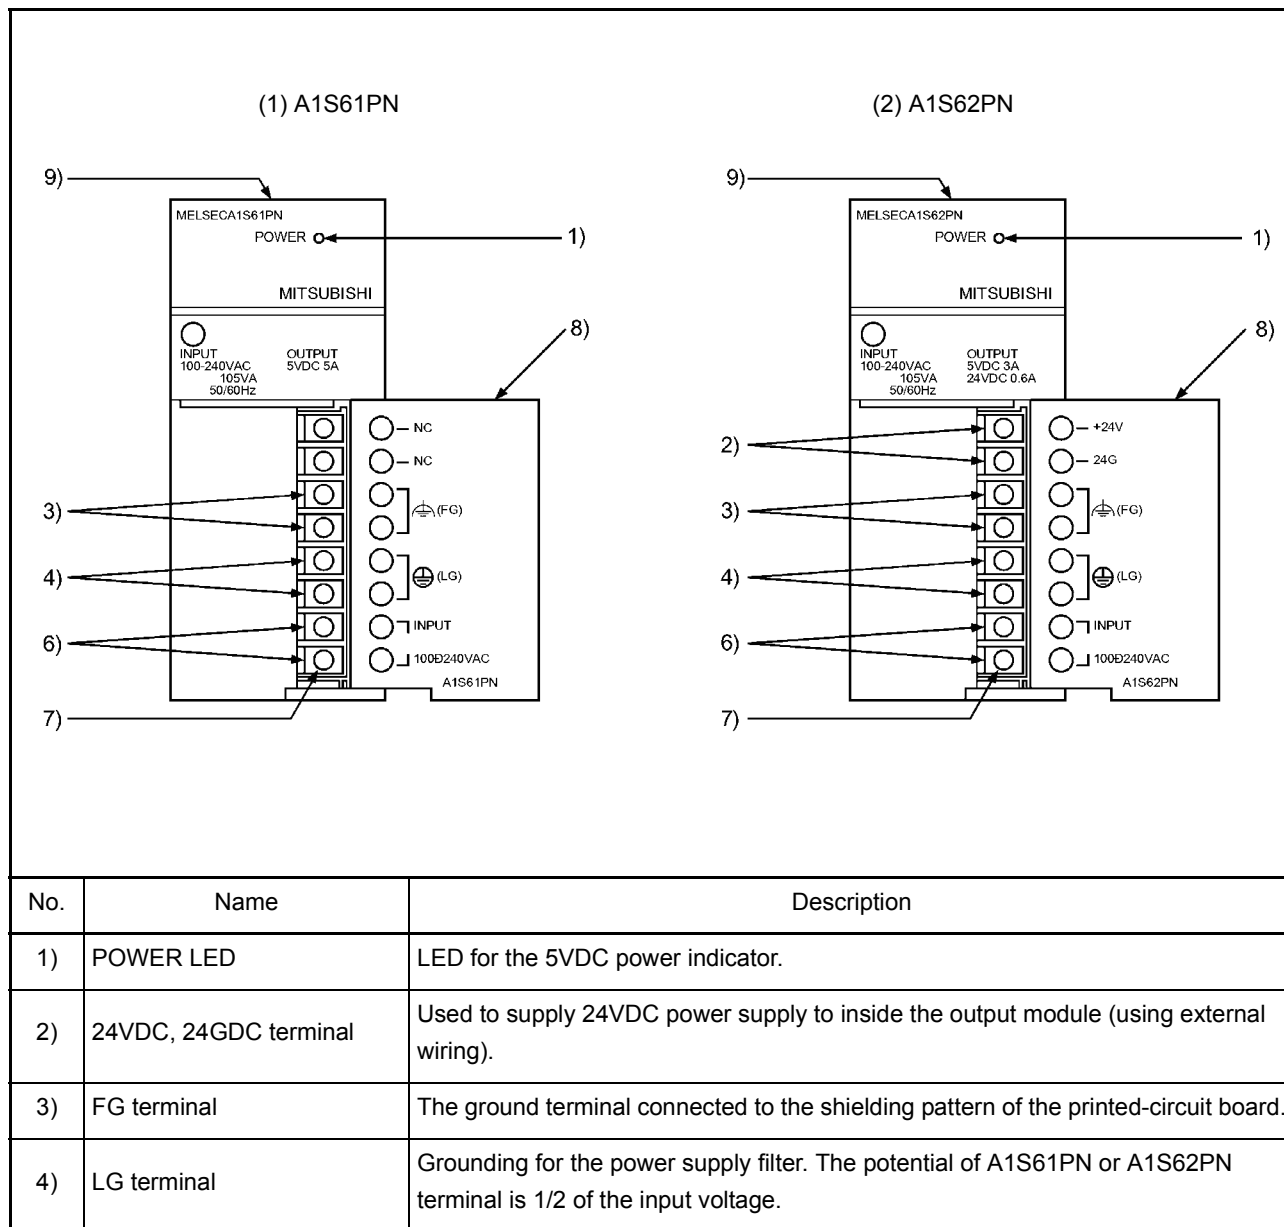 (1) A1S61PN
(2) A1S62PN
9)
MELSECA1S61PN
POWER
1)
MITSUBISHI
8)
INPUT
100-240VAC
105VA
50/60Hz
OUTPUT
5VDC 5A
NC
NC
3)
(FG)
4)
(LG)
6)
INPUT
100Ð240VAC
A1S61PN
7)
9)
MELSECA1S62PN
POWER
1)
MITSUBISHI
8)
INPUT
100-240VAC
105VA
50/60Hz
OUTPUT
5VDC 3A
24VDC 0.6A
2)
+24V
24G
3)
(FG)
4)
(LG)
6)
INPUT
100Ð240VAC
A1S62PN
7)
No. Name Description
1) POWER LED LED for the 5VDC power indicator.
2) 24VDC, 24GDC terminal Used to supply 24VDC power supply to inside the output module (using external
wiring).
3) FG terminal The ground terminal connected to the shielding pattern of the printed-circuit board.
4) LG terminal Grounding for the power supply filter. The potential of A1S61PN or A1S62PN
terminal is 1/2 of the input voltage.